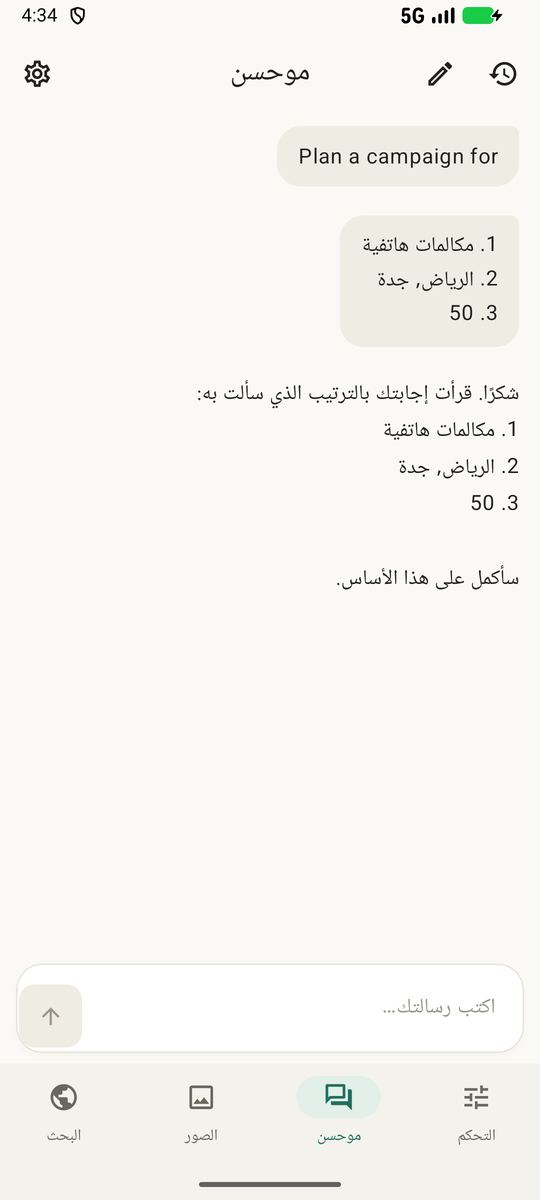 4:34
5G
موحسن
Plan a campaign for
1. مكالمات هاتفية
2. الرياض, جدة
3. 50
شكرًا. قرأت إجابتك بالترتيب الذي سألت به:
1. مكالمات هاتفية
2. الرياض, جدة
3. 50
سأكمل على هذا الأساس.
اكتب رسالتك...
التحكم
موحسن
الصور
البحث